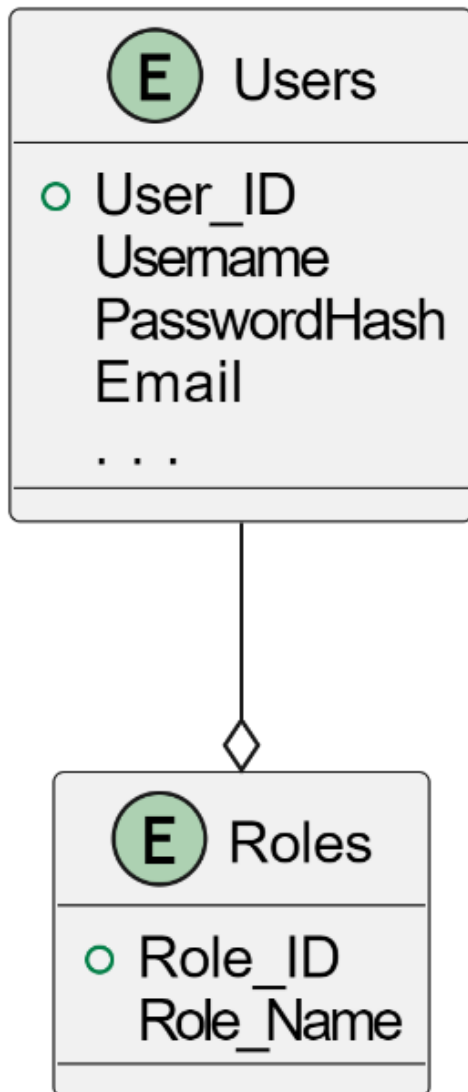 E Users
User_ID
Username
PasswordHash
Email
...
E Roles
Role_ID
Role_Name